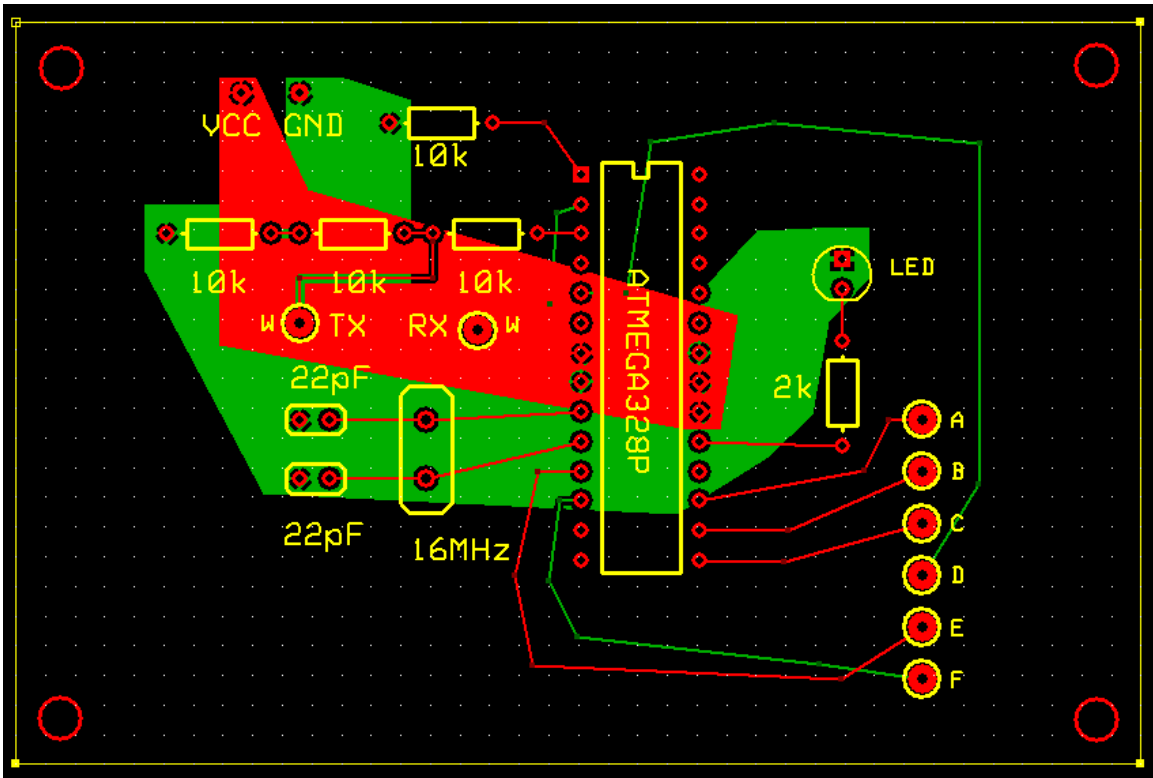 VCC GND
10k
10k 10k 10k
LED
W TX RX W
22pF
2k
ATMEGA328P
A
B
C
D
E
F
22pF
16MHz